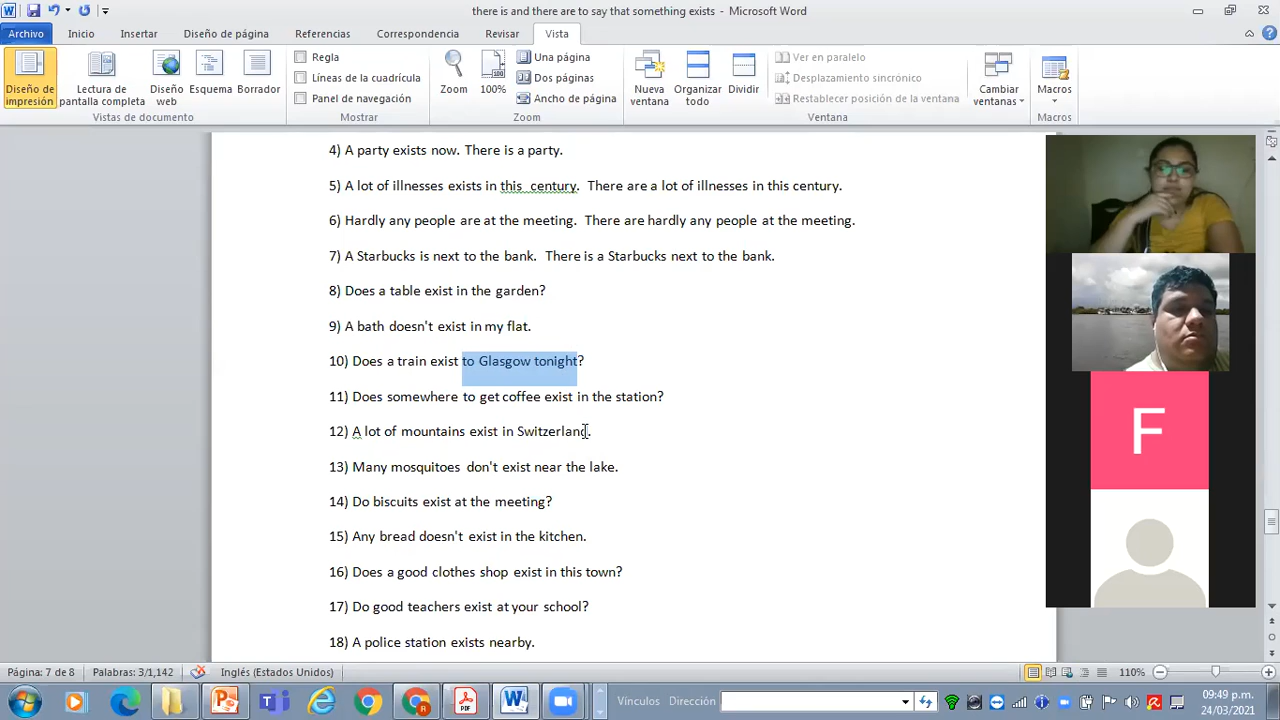 there is and there are to say that something exists - Microsoft Word
Archivo Inicio Insertar Diseño de página Referencias Correspondencia Revisar Vista
Diseño de impresión
Lectura de pantalla completa
Diseño web
Esquema
Borrador
Vistas de documento
Regla
Líneas de la cuadrícula
Panel de navegación
Mostrar
Zoom
100%
Una página
Dos páginas
Ancho de página
Zoom
Nueva ventana
Organizar todo
Dividir
Ver en paralelo
Desplazamiento sincrónico
Restablecer posición de la ventana
Ventana
Cambiar ventanas
Macros
Macros
4) A party exists now. There is a party.
5) A lot of illnesses exists in this century. There are a lot of illnesses in this century.
6) Hardly any people are at the meeting. There are hardly any people at the meeting.
7) A Starbucks is next to the bank. There is a Starbucks next to the bank.
8) Does a table exist in the garden?
9) A bath doesn't exist in my flat.
10) Does a train exist to Glasgow tonight?
11) Does somewhere to get coffee exist in the station?
12) A lot of mountains exist in Switzerland.
13) Many mosquitoes don't exist near the lake.
14) Do biscuits exist at the meeting?
15) Any bread doesn't exist in the kitchen.
16) Does a good clothes shop exist in this town?
17) Do good teachers exist at your school?
18) A police station exists nearby.
F
Página: 7 de 8 Palabras: 3/1,142 Inglés (Estados Unidos) 110%
Vínculos Dirección
09:49 p.m.
24/03/2021